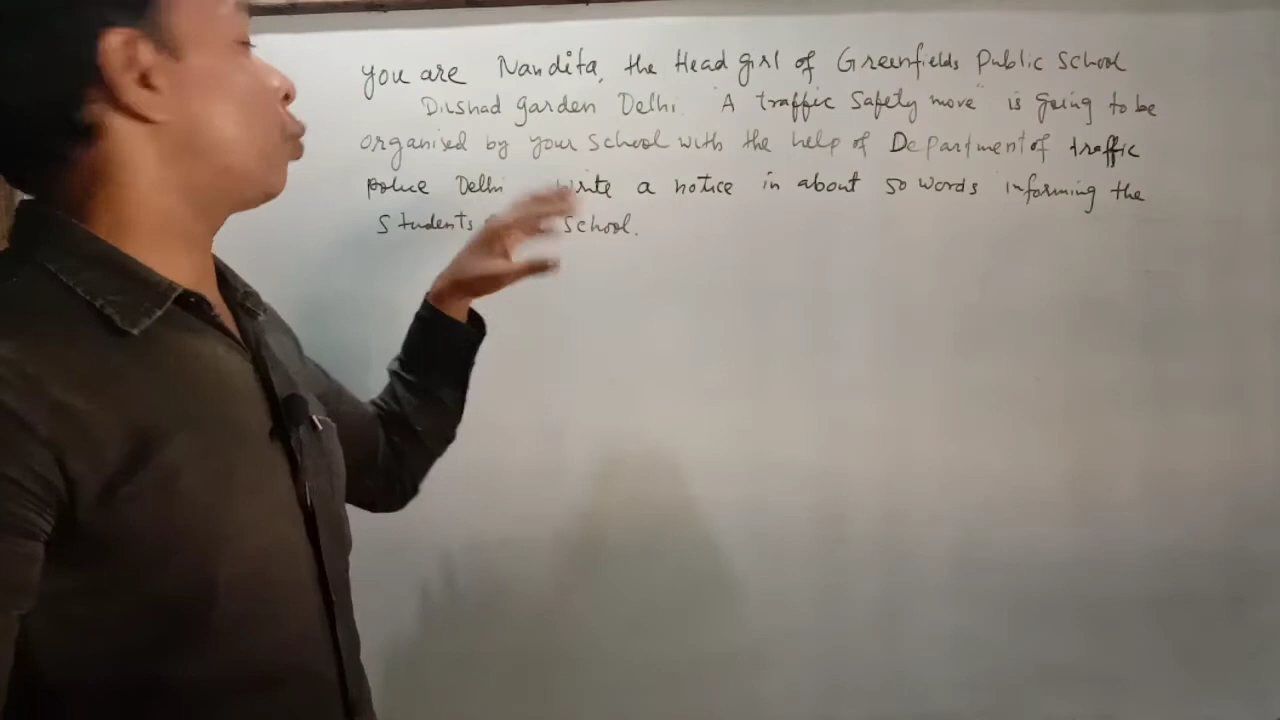 you are Nandita, the Head girl of Greenfields Public School
Dilshad garden Delhi "A traffic Safety move" is going to be
organised by your School with the help of Department of traffic
police Delhi write a notice in about 50 words informing the
Students School.